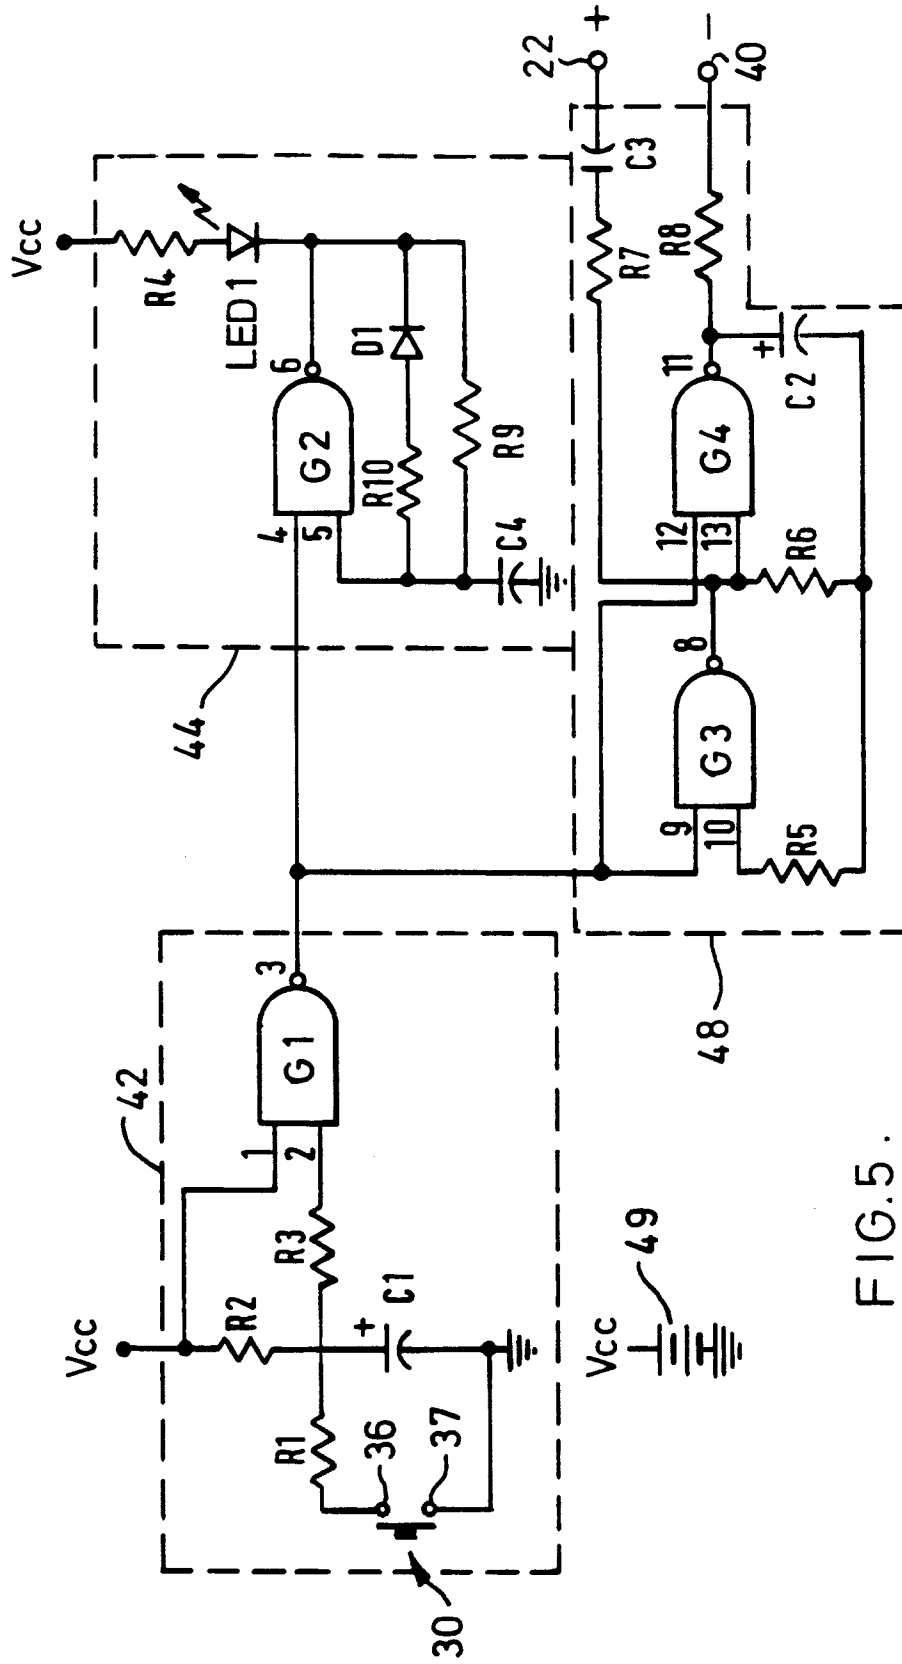 Vcc
42
R2
1
3
G1
2
R3
R1
+
C1
36
37
30
Vcc
49
44
Vcc
R4
LED1
6
4
G2
5
D1
R10
R9
C4
48
9
8
G3
10
R5
12
11
G4
13
R6
+
C2
R7
C3
R8
22
+
40
−
FIG.5.